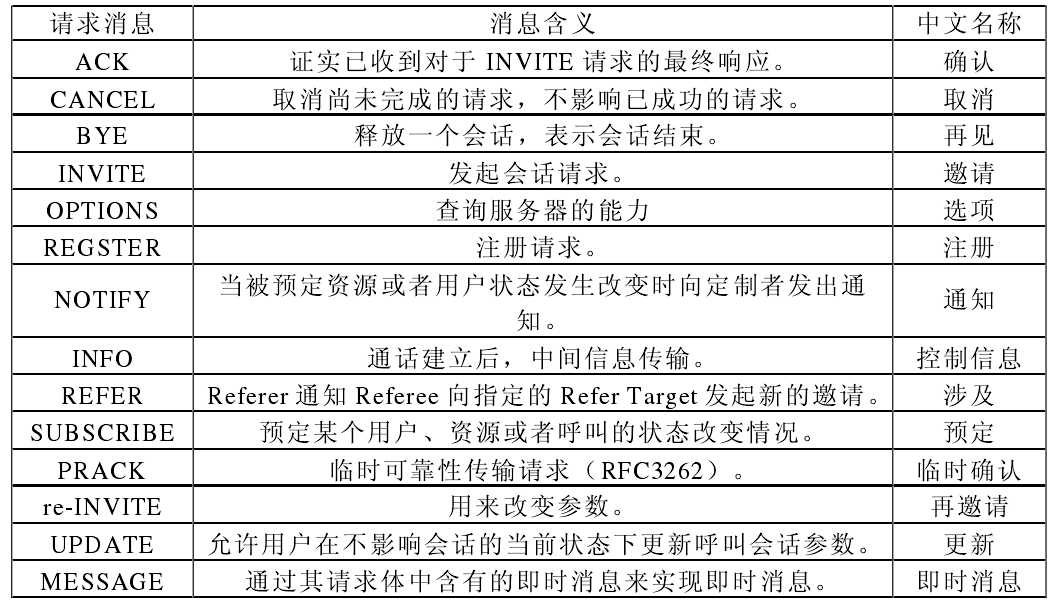 请求消息 消息含义 中文名称
ACK 证实已收到对于 INVITE 请求的最终响应。 确认
CANCEL 取消尚未完成的请求，不影响已成功的请求。 取消
BYE 释放一个会话，表示会话结束。 再见
INVITE 发起会话请求。 邀请
OPTIONS 查询服务器的能力 选项
REGSTER 注册请求。 注册
NOTIFY 当被预定资源或者用户状态发生改变时向定制者发出通
知。 通知
INFO 通话建立后，中间信息传输。 控制信息
REFER Referer 通知 Referee 向指定的 Refer Target 发起新的邀请。 涉及
SUBSCRIBE 预定某个用户、资源或者呼叫的状态改变情况。 预定
PRACK 临时可靠性传输请求（RFC3262）。 临时确认
re-INVITE 用来改变参数。 再邀请
UPDATE 允许用户在不影响会话的当前状态下更新呼叫会话参数。 更新
MESSAGE 通过其请求体中含有的即时消息来实现即时消息。 即时消息